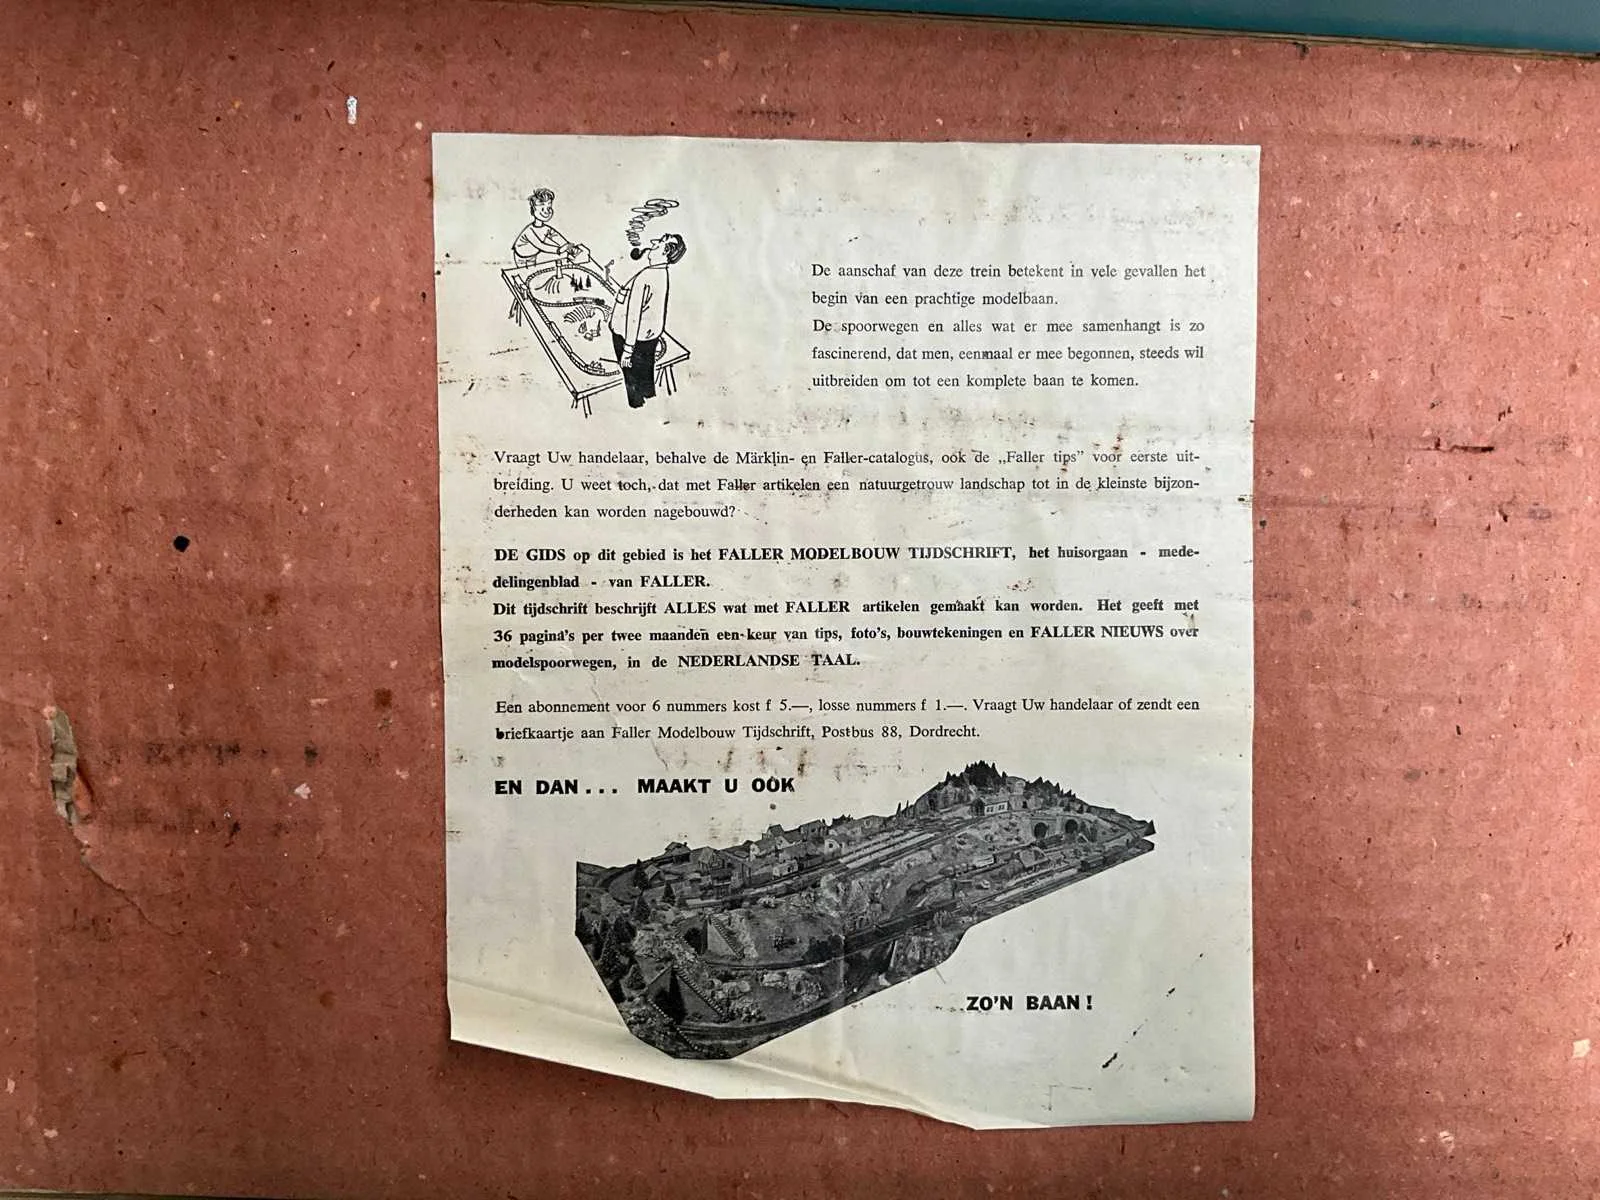 De aanschaf van deze trein betekent in vele gevallen het
begin van een prachtige modelbaan.
De spoorwegen en alles wat er mee samenhangt is zo
fascinerend, dat men, eenmaal er mee begonnen, steeds wil
uitbreiden om tot een komplete baan te komen.
Vraagt Uw handelaar, behalve de Märklin- en Faller-catalogus, ook de „Faller tips” voor eerste uit-
breiding. U weet toch, dat met Faller artikelen een natuurgetrouw landschap tot in de kleinste bijzon-
derheden kan worden nagebouwd?
DE GIDS op dit gebied is het FALLER MODELBOUW TIJDSCHRIFT, het huisorgaan - mede-
delingenblad - van FALLER.
Dit tijdschrift beschrijft ALLES wat met FALLER artikelen gemaakt kan worden. Het geeft met
36 pagina's per twee maanden een keur van tips, foto's, bouwtekeningen en FALLER NIEUWS over
modelspoorwegen, in de NEDERLANDSE TAAL.
Een abonnement voor 6 nummers kost f 5.—, losse nummers f 1.—. Vraagt Uw handelaar of zendt een
briefkaartje aan Faller Modelbouw Tijdschrift, Postbus 88, Dordrecht.
EN DAN... MAAKT U OOK
ZO'N BAAN!